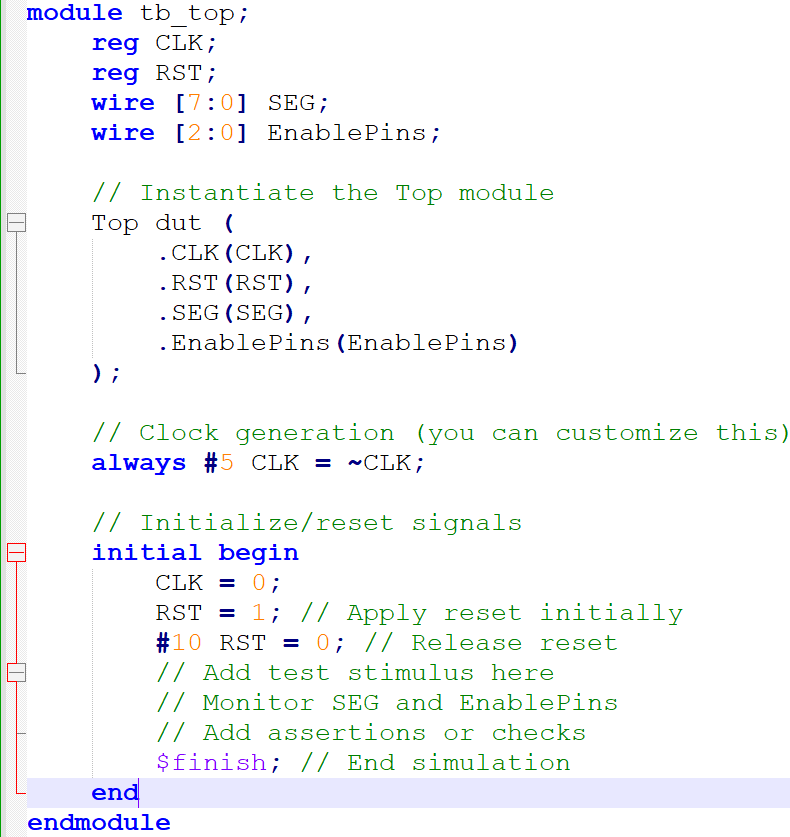 module tb_top;
    reg CLK;
    reg RST;
    wire [7:0] SEG;
    wire [2:0] EnablePins;

    // Instantiate the Top module
    Top dut (
        .CLK(CLK),
        .RST(RST),
        .SEG(SEG),
        .EnablePins(EnablePins)
    );

    // Clock generation (you can customize this)
    always #5 CLK = ~CLK;

    // Initialize/reset signals
    initial begin
        CLK = 0;
        RST = 1; // Apply reset initially
        #10 RST = 0; // Release reset
        // Add test stimulus here
        // Monitor SEG and EnablePins
        // Add assertions or checks
        $finish; // End simulation
    end
endmodule